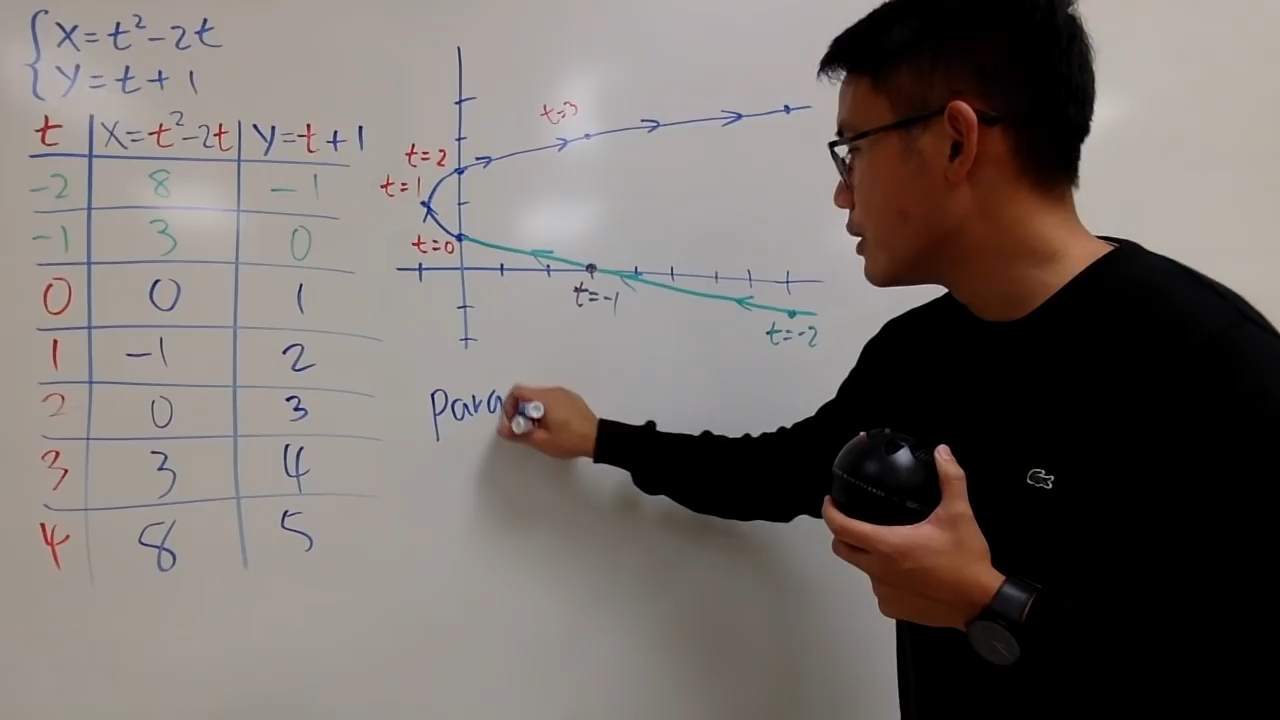 x=t²-2t
y=t+1
t x=t²-2t y=t+1
-2 8 -1
-1 3 0
0 0 1
1 -1 2
2 0 3
3 3 4
4 8 5
t=3
t=2
t=1
t=0
t=-1
t=-2
para